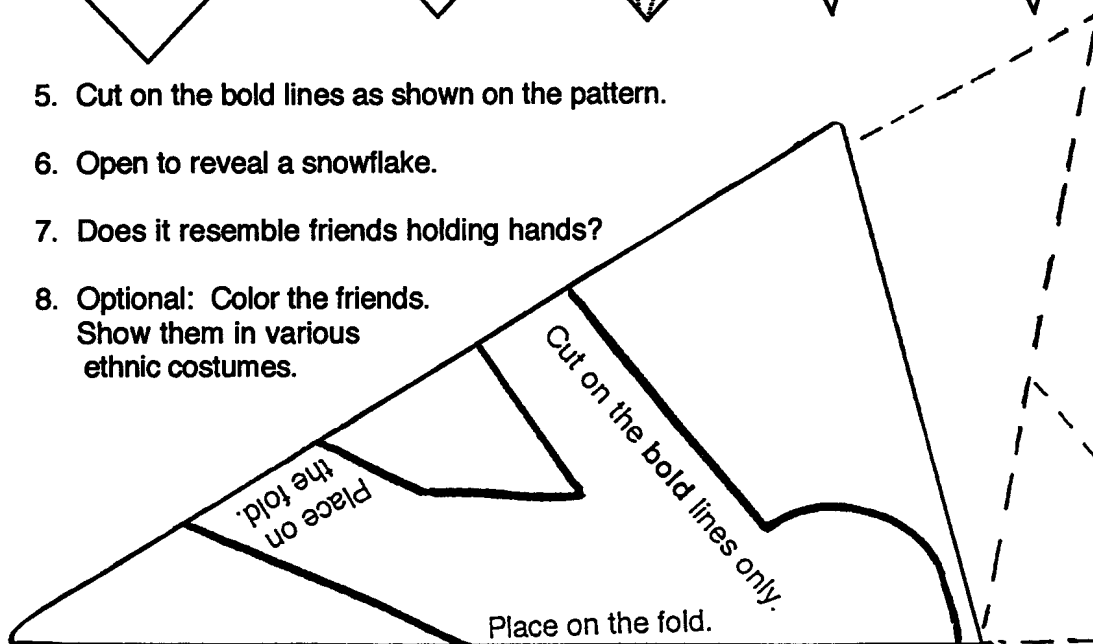 5. Cut on the bold lines as shown on the pattern.
6. Open to reveal a snowflake.
7. Does it resemble friends holding hands?
8. Optional: Color the friends.
Show them in various
ethnic costumes.
Cut on the bold lines only.
Place on
the fold.
Place on the fold.